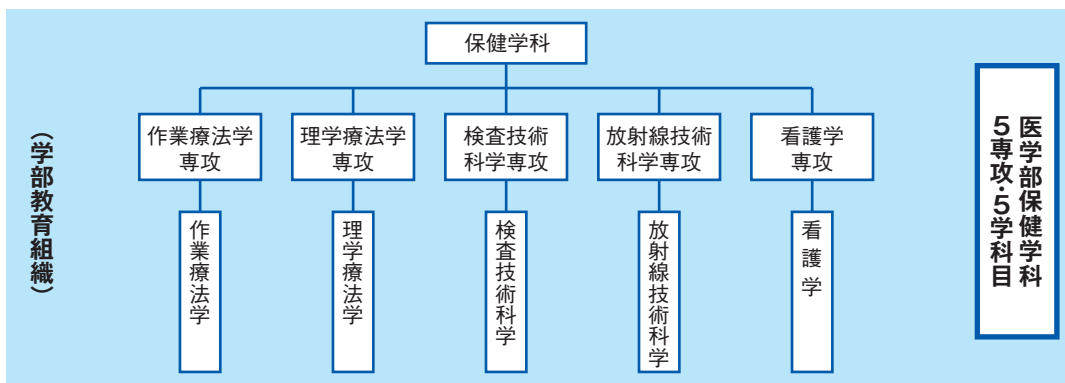 保健学科
医学部保健学科
5専攻・5学科目
(学部教育組織)
作業療法学
専攻
理学療法学
専攻
検査技術
科学専攻
放射線技術
科学専攻
看護学
専攻
作業療法学
理学療法学
検査技術科学
放射線技術科学
看護学